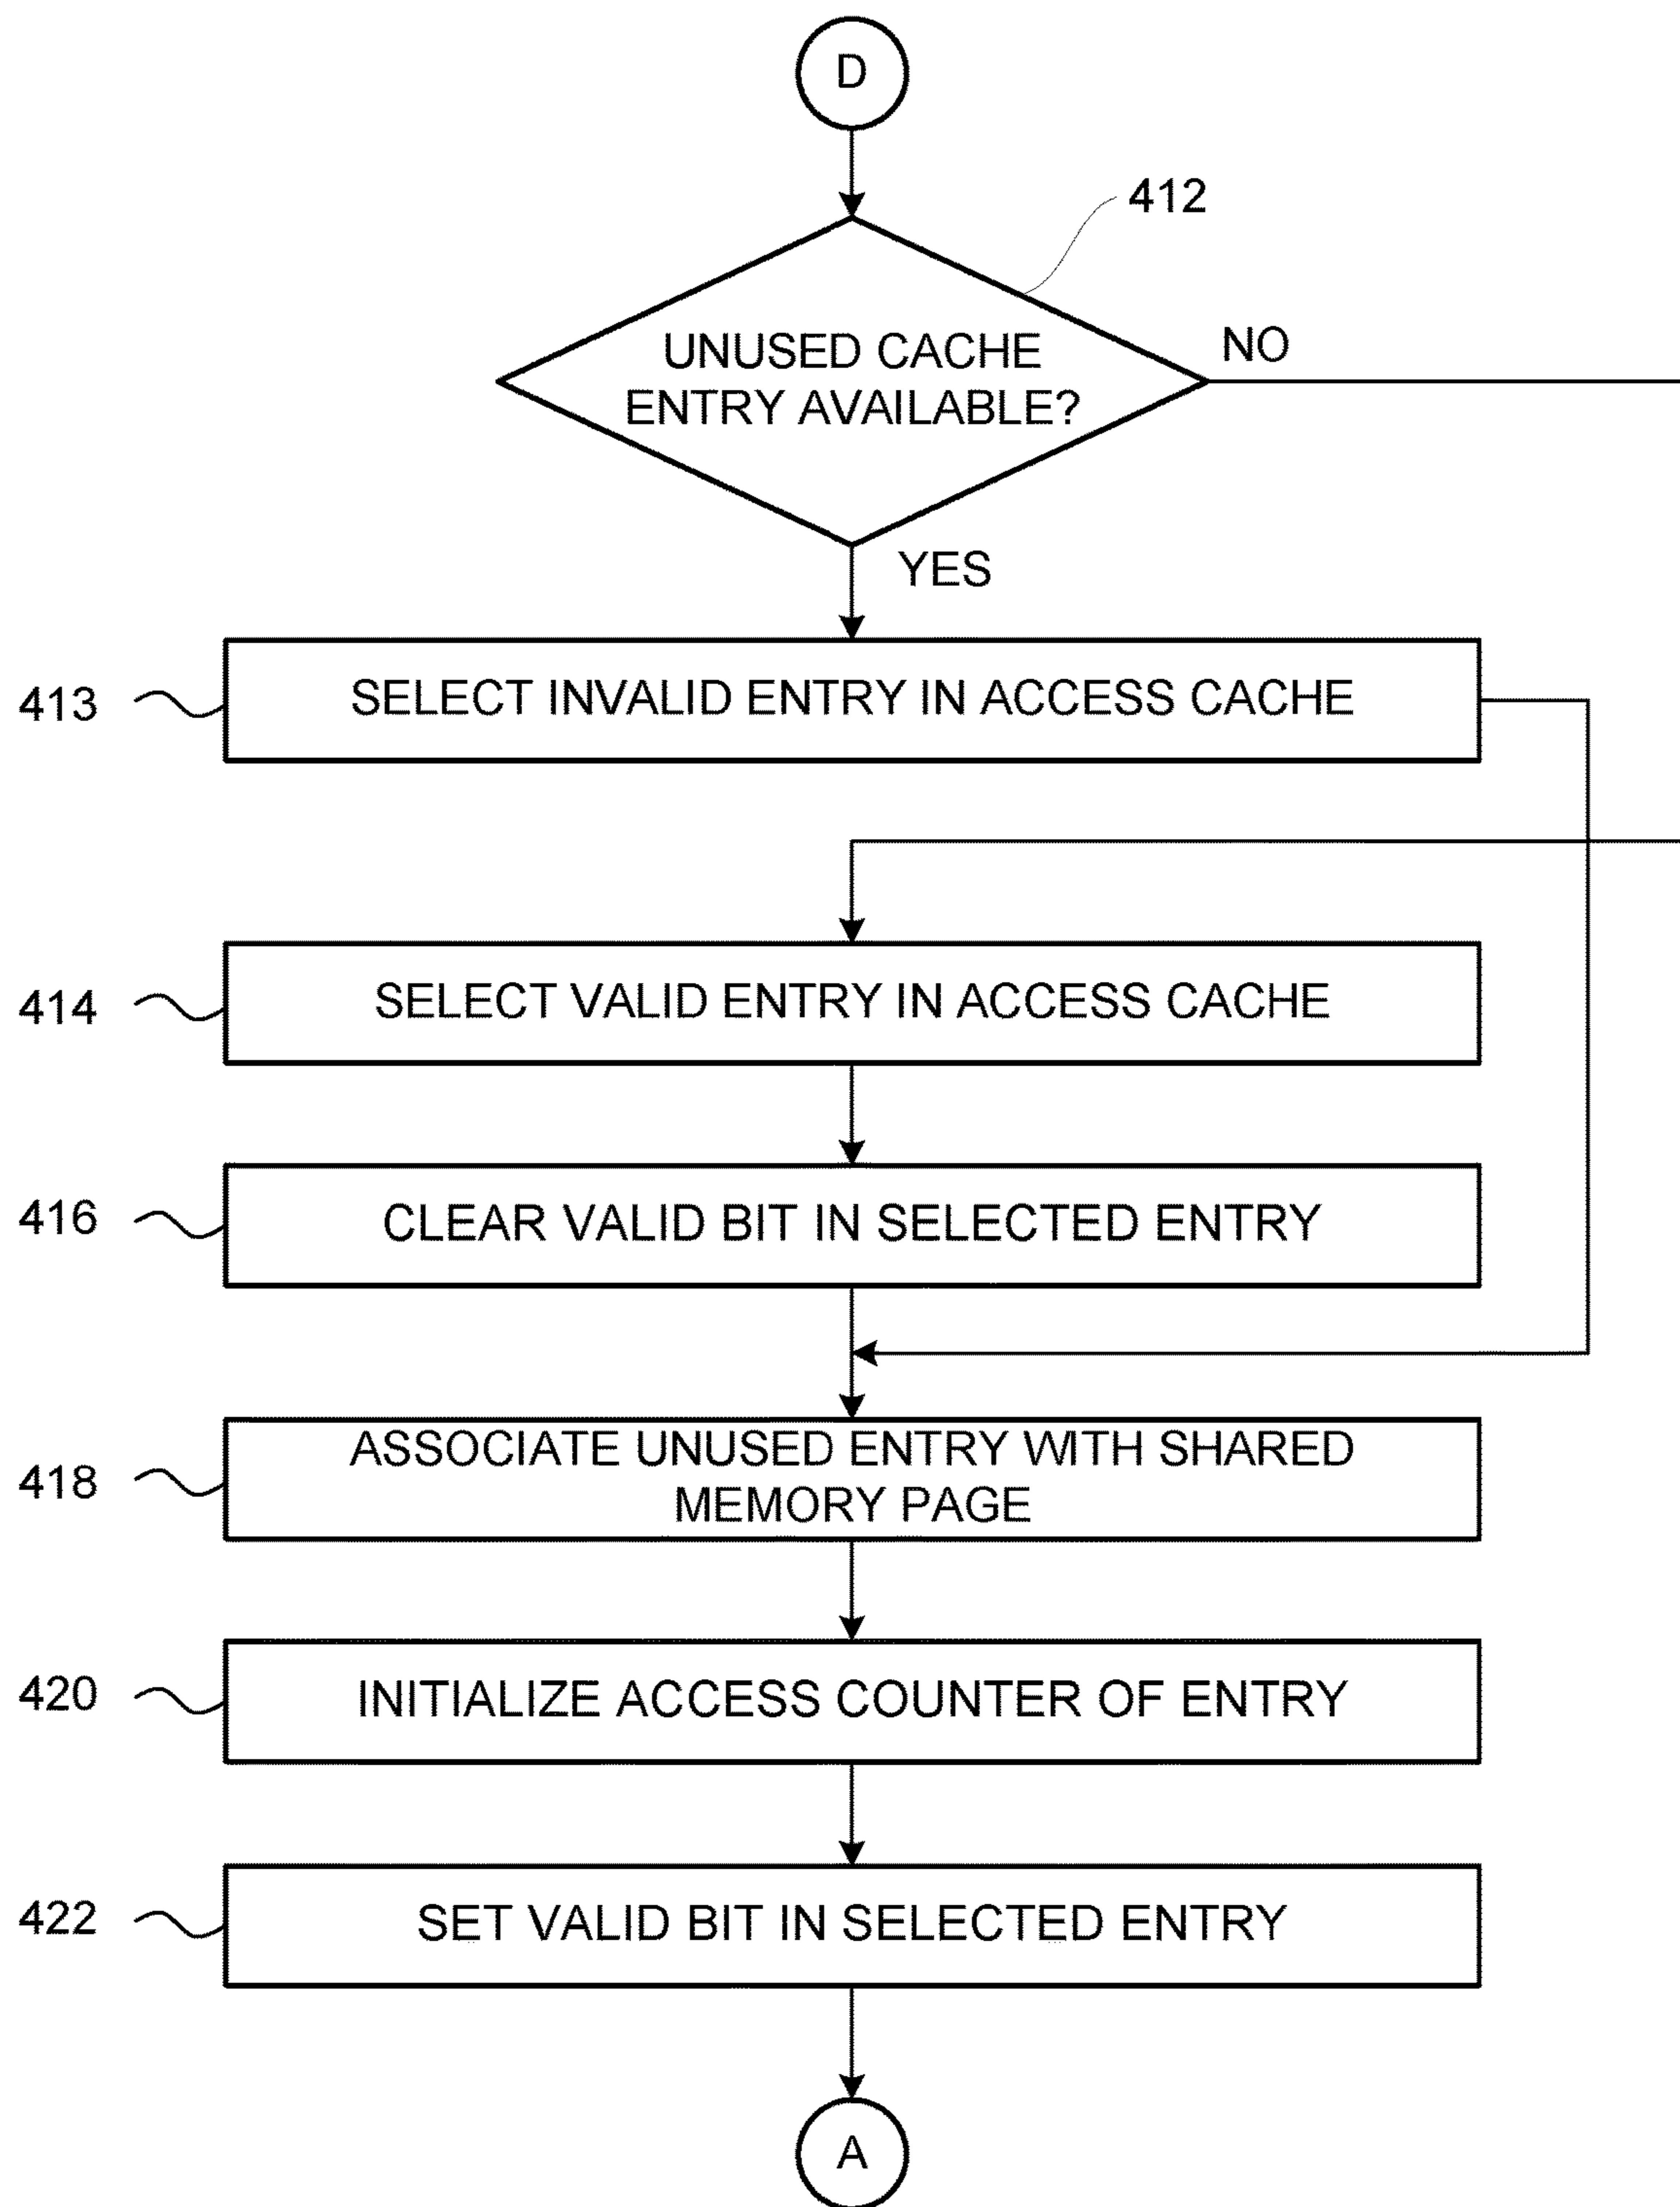 D
412
UNUSED CACHE
ENTRY AVAILABLE?
NO
YES
413
SELECT INVALID ENTRY IN ACCESS CACHE
414
SELECT VALID ENTRY IN ACCESS CACHE
416
CLEAR VALID BIT IN SELECTED ENTRY
418
ASSOCIATE UNUSED ENTRY WITH SHARED
MEMORY PAGE
420
INITIALIZE ACCESS COUNTER OF ENTRY
422
SET VALID BIT IN SELECTED ENTRY
A